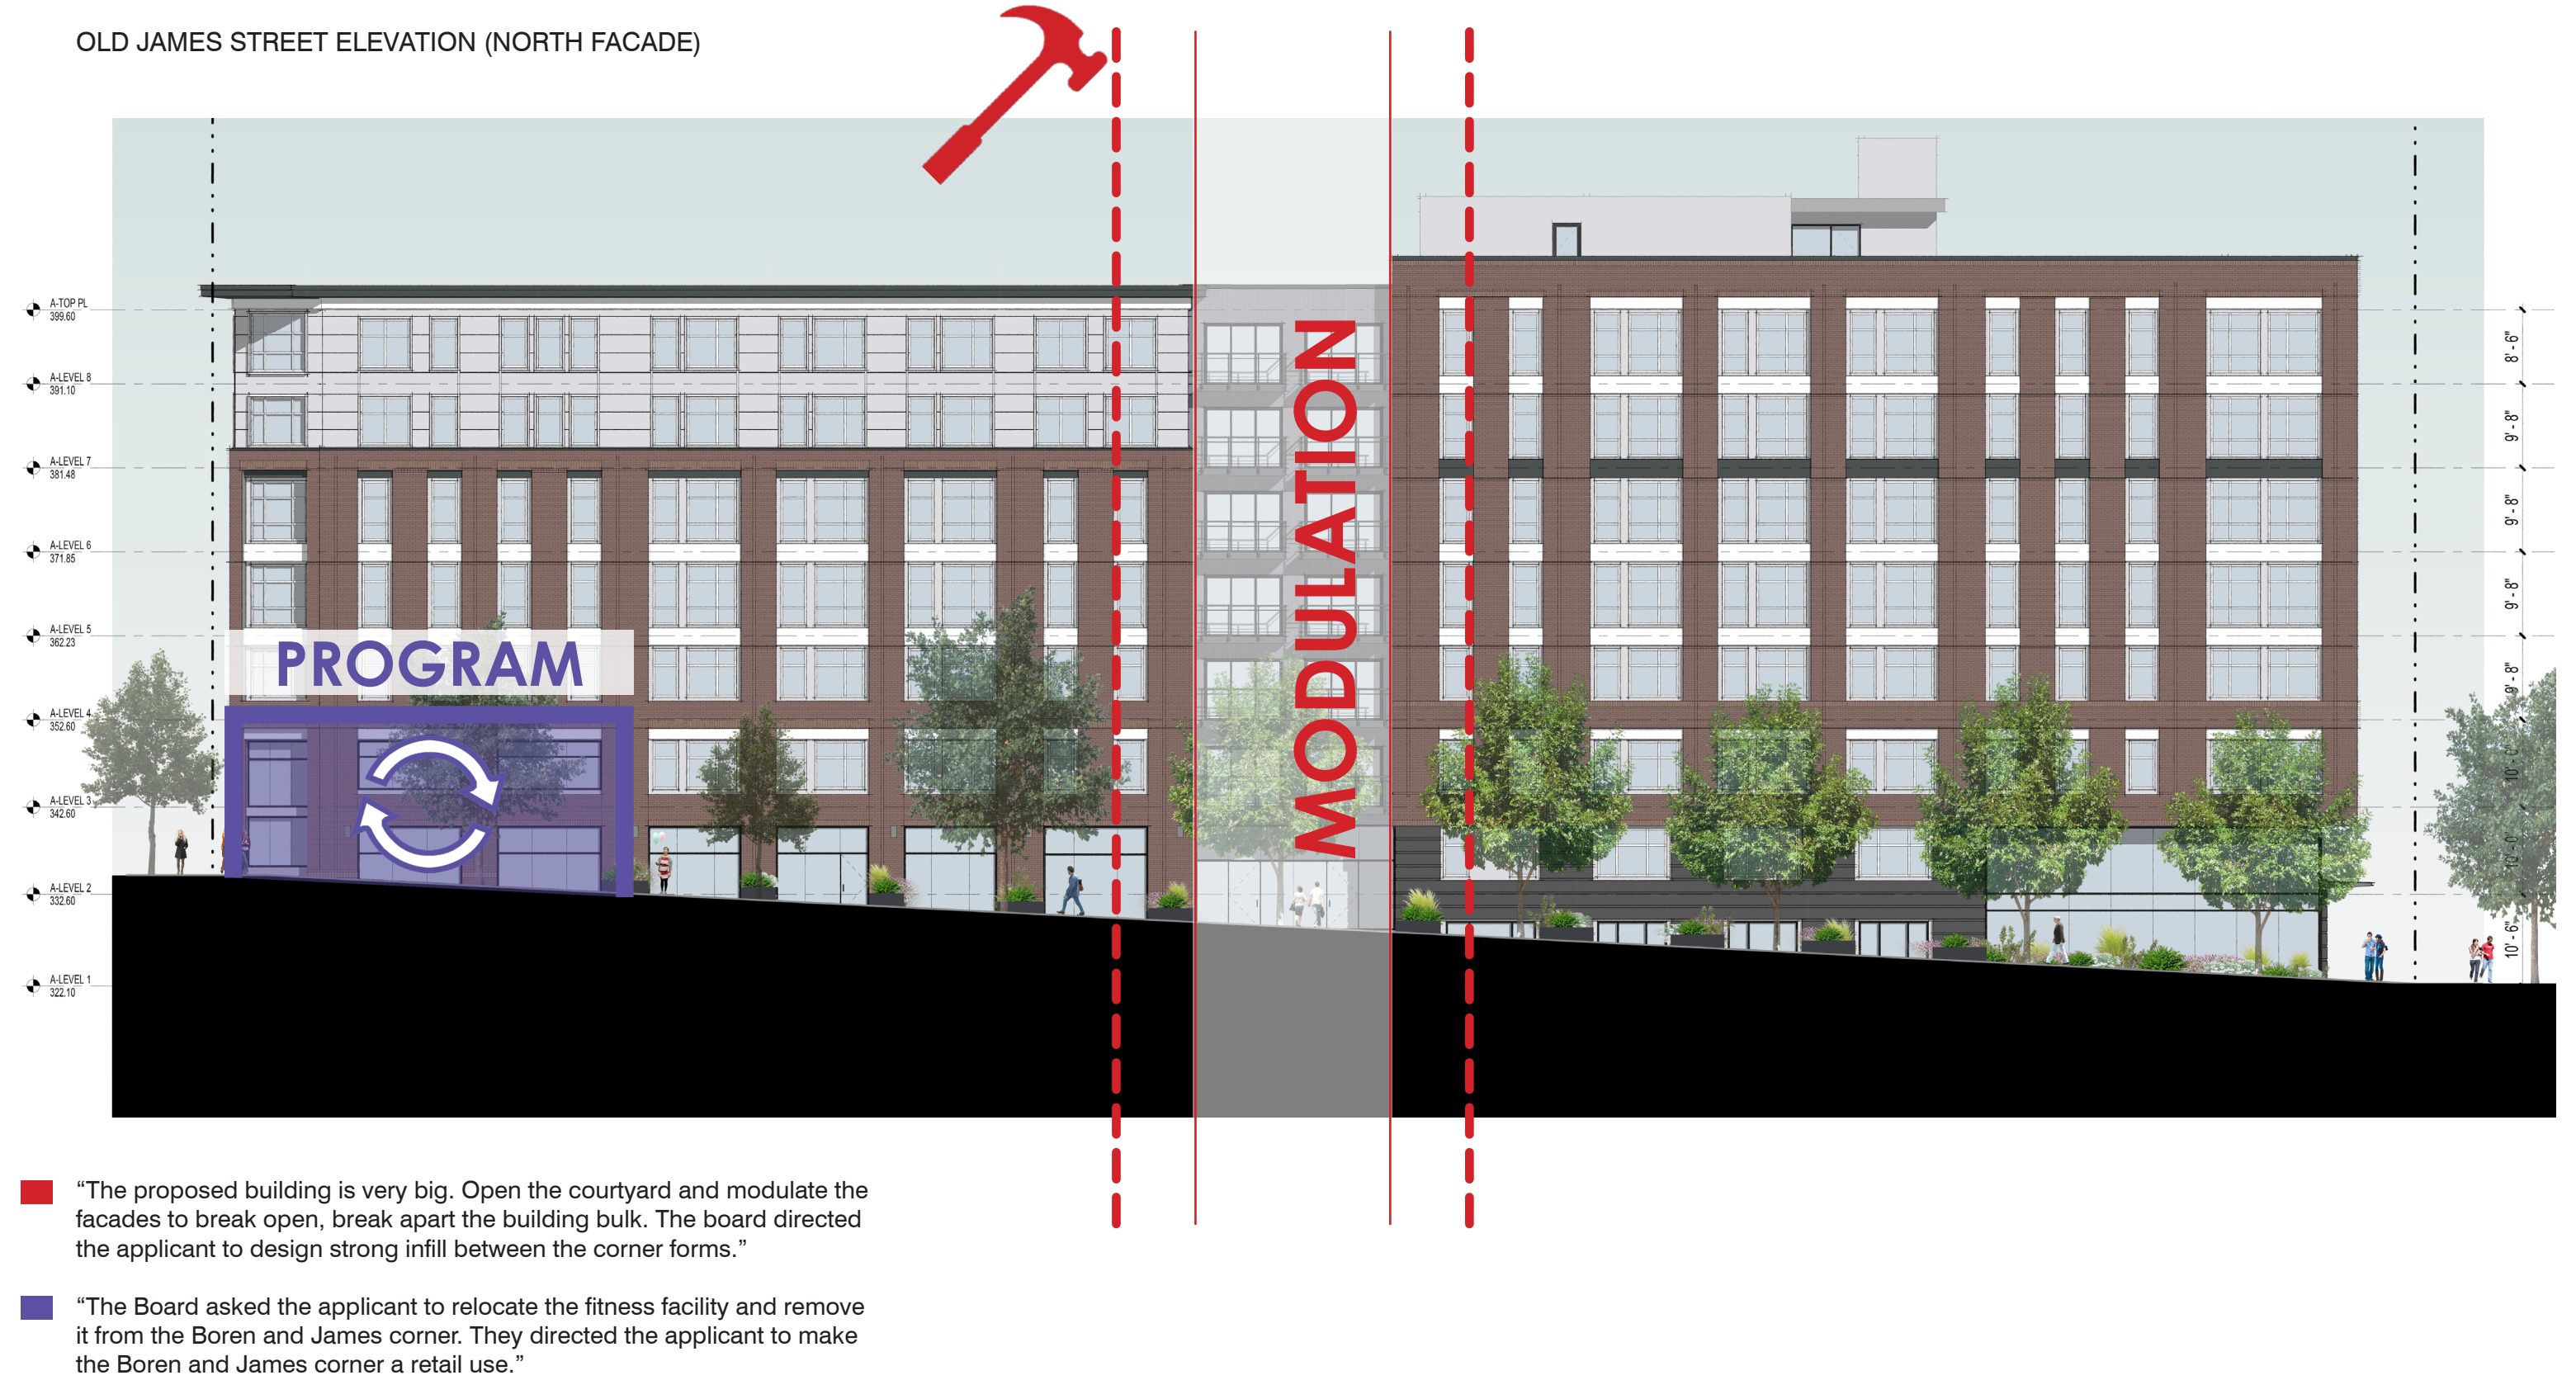 OLD JAMES STREET ELEVATION (NORTH FACADE)
A-TOP PL
399.60
A-LEVEL 8
391.10
A-LEVEL 7
381.48
A-LEVEL 6
371.85
A-LEVEL 5
362.23
A-LEVEL 4
352.60
A-LEVEL 3
342.60
A-LEVEL 2
332.60
A-LEVEL 1
322.10
PROGRAM
MODULATION
8' - 6"
9' - 8"
9' - 8"
9' - 8"
9' - 8"
10' - 0"
10' - 0"
10' - 6"
“The proposed building is very big. Open the courtyard and modulate the
facades to break open, break apart the building bulk. The board directed
the applicant to design strong infill between the corner forms.”
“The Board asked the applicant to relocate the fitness facility and remove
it from the Boren and James corner. They directed the applicant to make
the Boren and James corner a retail use.”